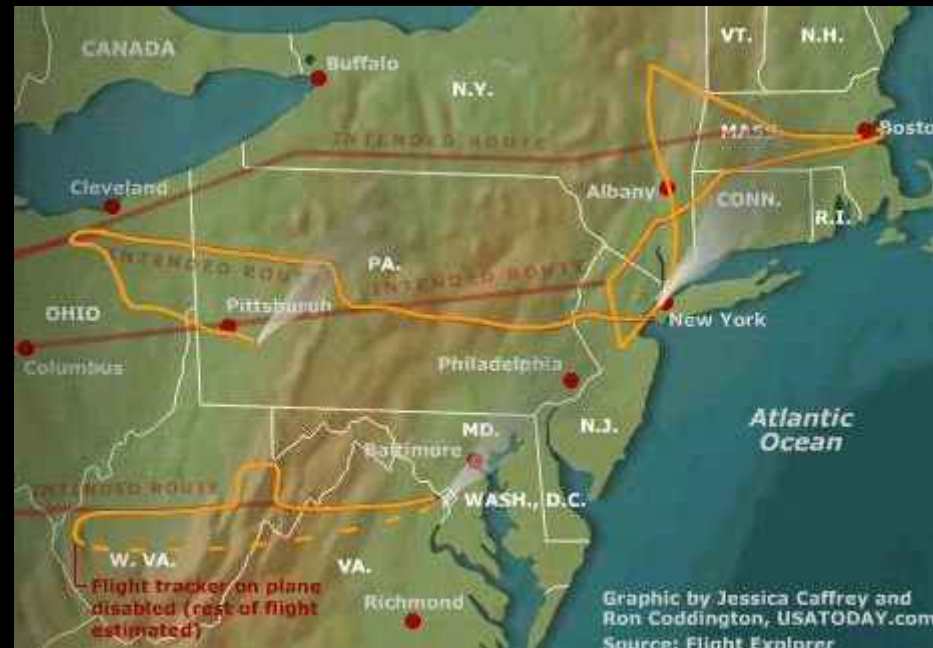 CANADA
Buffalo
N.Y.
VT.
N.H.
INTENDED ROUTE
MASS.
Bosto
Cleveland
Albany
CONN.
R.I.
INTENDED ROU
PA.
INTENDED ROUTE
OHIO
Pittsburgh
New York
Columbus
Philadelphia
N.J.
MD.
Baltimore
Atlantic
Ocean
INTENDED ROUTE
WASH., D.C.
W. VA.
VA.
Flight tracker on plane
disabled (rest of flight
estimated)
Richmond
Graphic by Jessica Caffrey and
Ron Coddington, USATODAY.com
Source: Flight Explorer